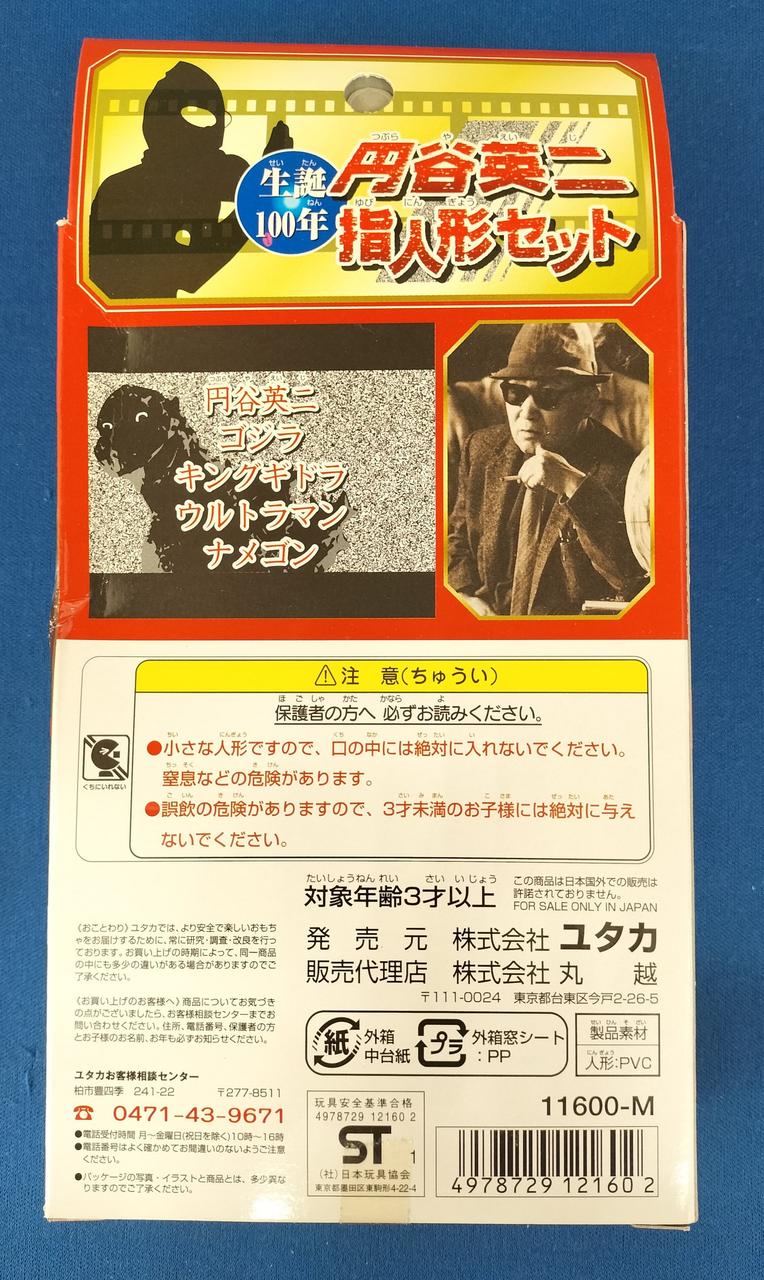 生誕
100年
円谷英二
指人形セット
円谷英二
ゴジラ
キングギドラ
ウルトラマン
ナメゴン
注 意(ちゅうい)
保護者の方へ 必ずお読みください。
●小さな人形ですので、口の中には絶対に入れないでください。
窒息などの危険があります。
●誤飲の危険がありますので、3才未満のお子様には絶対に与え
ないでください。
くちにいれない
対象年齢3才以上
この商品は日本国外での販売は
許諾されておりません。
FOR SALE ONLY IN JAPAN
発売元 株式会社 ユタカ
販売代理店 株式会社 丸越
〒111-0024 東京都台東区今戸2-26-5
《おことわり》ユタカでは、より安全で楽しいおもち
ゃをお届けするために、常に研究・調査・改良を行っ
ております。お買い上げの時期によって、同一商品
の中にも多少の違いがある場合がありますのでご
了承ください。
《お買い上げのお客様へ》商品についてお気づき
の点がございましたら、お客様相談センターまでお
問い合わせください。住所、電話番号、保護者の方
とお子様のお名前、お年も必ずお知らせください。
ユタカお客様相談センター
柏市豊四季 241-22 〒277-8511
☎ 0471-43-9671
●電話受付時間 月～金曜日(祝日を除く)10時～16時
●電話番号はよく確かめてお間違いのないようご注意
ください。
●パッケージの写真・イラストと商品とは、多少異な
りますのでご了承ください。
紙 外箱
中台紙
プラ 外箱窓シート
:PP
製品素材
人形:PVC
玩具安全基準合格
4978729 12160 2
ST 1
(社)日本玩具協会
東京都墨田区東駒形4-22-4
11600-M
4978729 121602